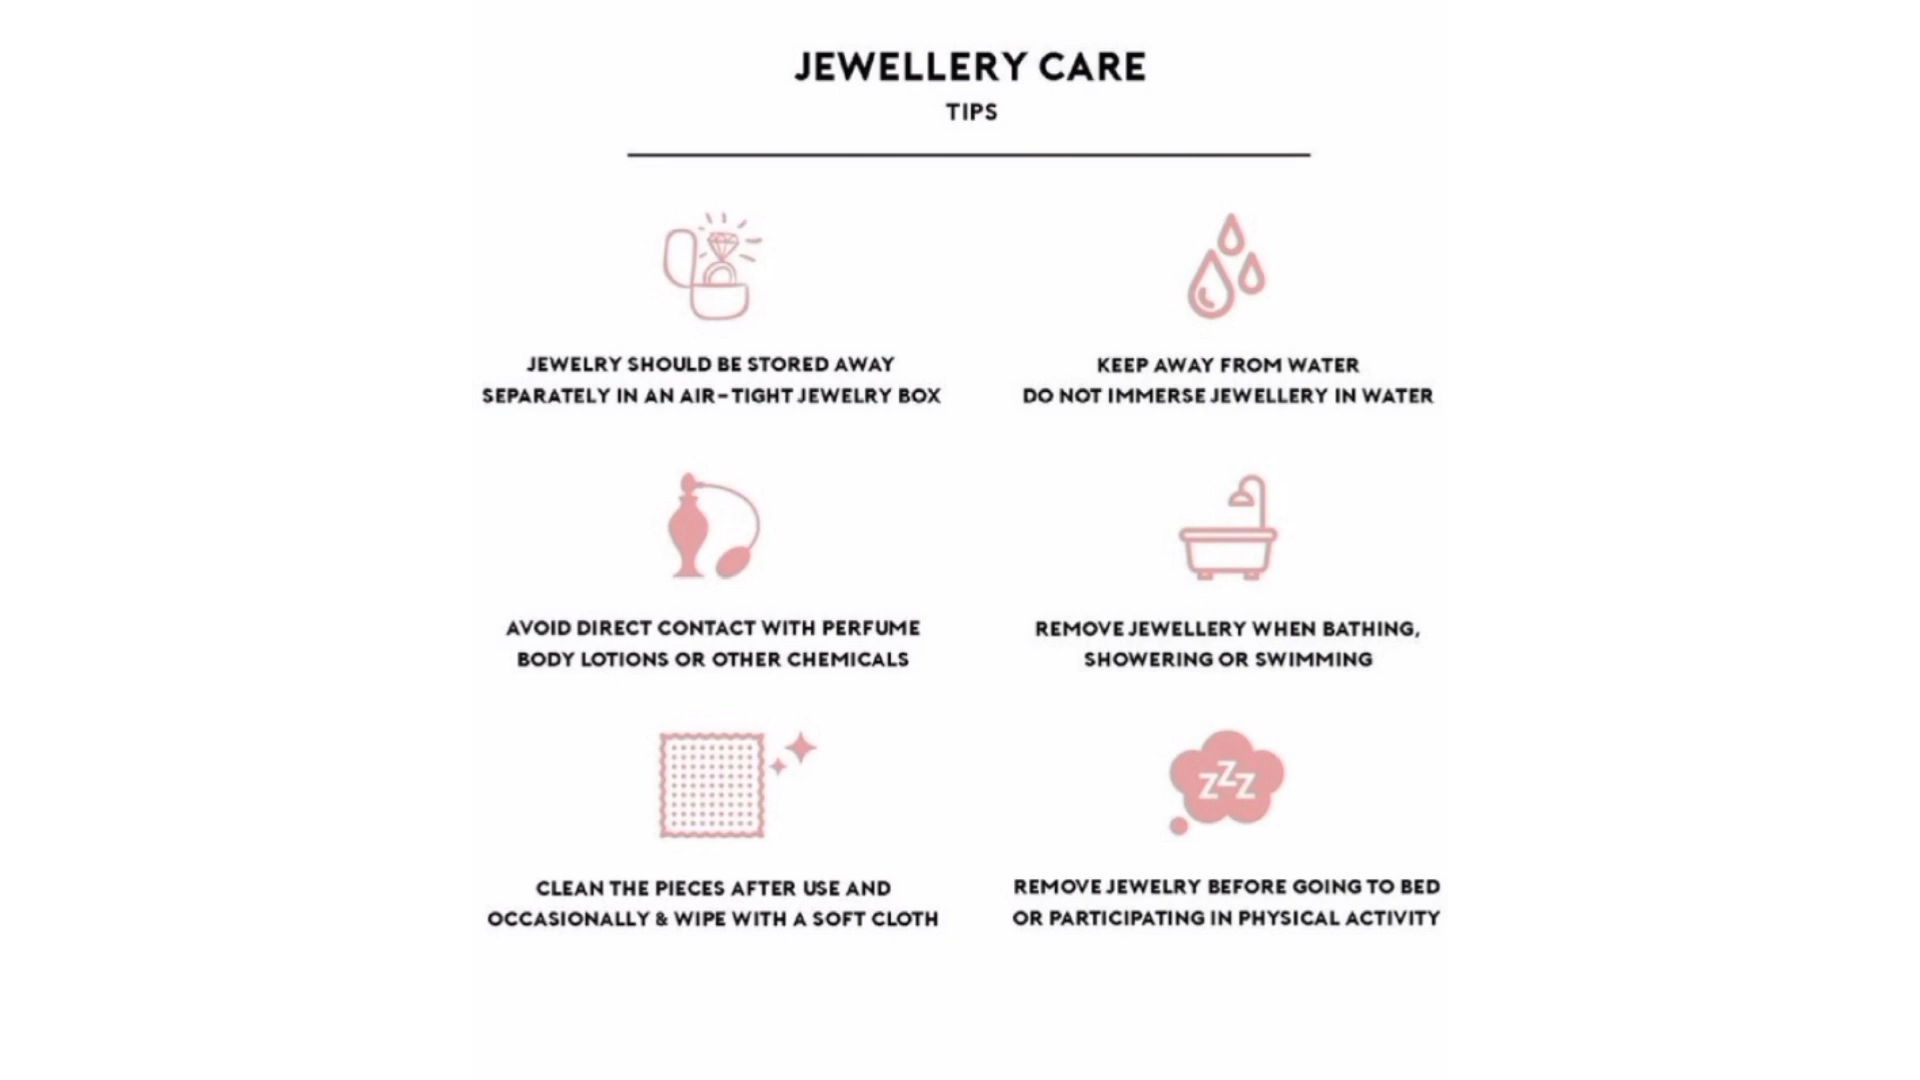 JEWELLERY CARE
TIPS
JEWELRY SHOULD BE STORED AWAY
SEPARATELY IN AN AIR-TIGHT JEWELRY BOX
KEEP AWAY FROM WATER
DO NOT IMMERSE JEWELLERY IN WATER
AVOID DIRECT CONTACT WITH PERFUME
BODY LOTIONS OR OTHER CHEMICALS
REMOVE JEWELLERY WHEN BATHING,
SHOWERING OR SWIMMING
CLEAN THE PIECES AFTER USE AND
OCCASIONALLY & WIPE WITH A SOFT CLOTH
ZZZ
REMOVE JEWELRY BEFORE GOING TO BED
OR PARTICIPATING IN PHYSICAL ACTIVITY